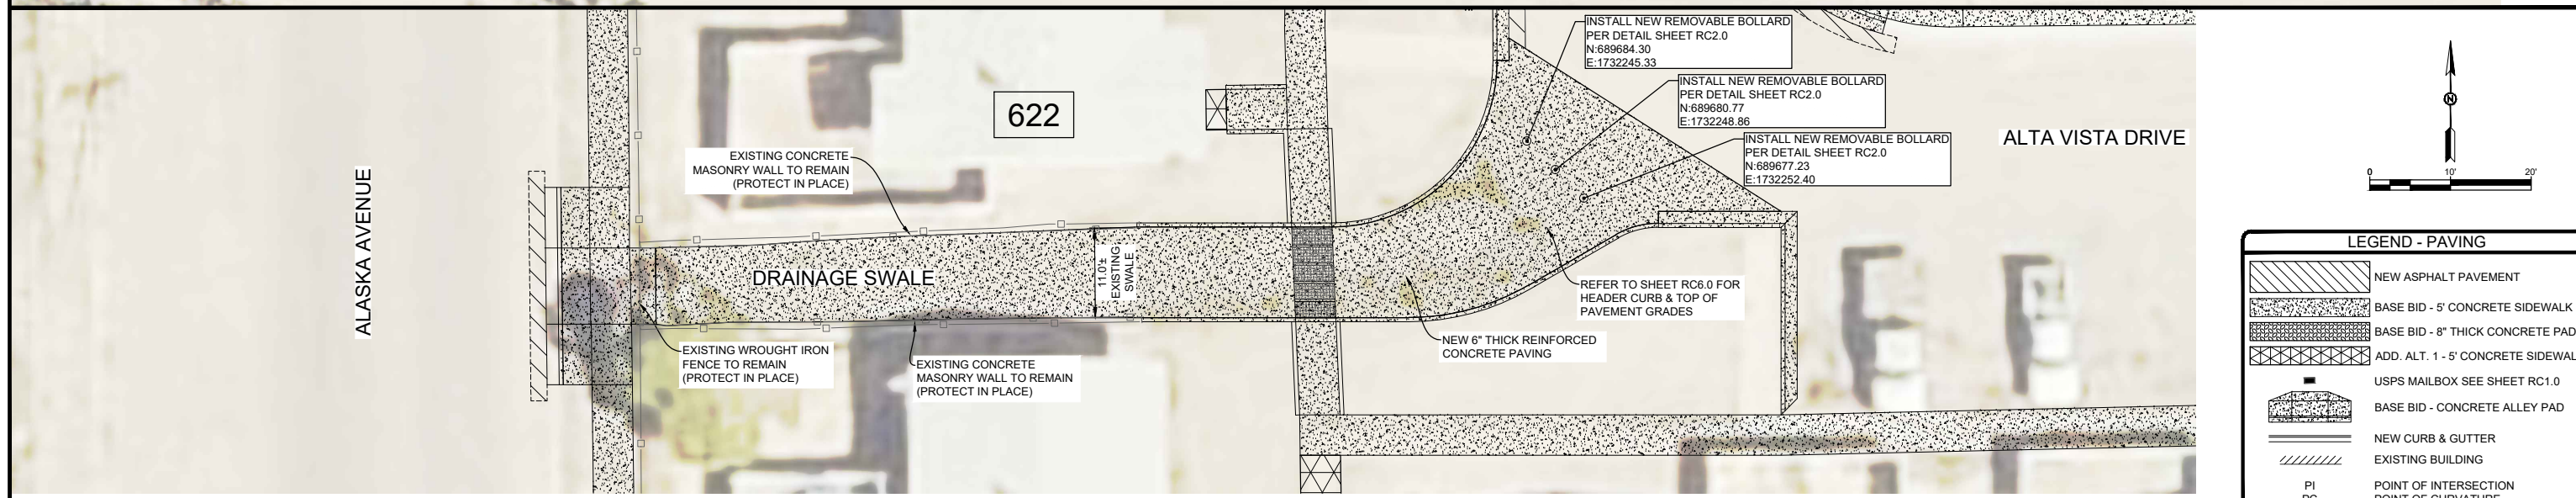 INSTALL NEW REMOVABLE BOLLARD
PER DETAIL SHEET RC2.0
N:689684.30
E:1732245.33
INSTALL NEW REMOVABLE BOLLARD
PER DETAIL SHEET RC2.0
N:689680.77
E:1732248.86
INSTALL NEW REMOVABLE BOLLARD
PER DETAIL SHEET RC2.0
N:689677.23
E:1732252.40
622
ALTA VISTA DRIVE
ALASKA AVENUE
EXISTING CONCRETE
MASONRY WALL TO REMAIN
(PROTECT IN PLACE)
DRAINAGE SWALE
11.0'±
EXISTING
SWALE
REFER TO SHEET RC6.0 FOR
HEADER CURB & TOP OF
PAVEMENT GRADES
NEW 6" THICK REINFORCED
CONCRETE PAVING
EXISTING WROUGHT IRON
FENCE TO REMAIN
(PROTECT IN PLACE)
EXISTING CONCRETE
MASONRY WALL TO REMAIN
(PROTECT IN PLACE)
N
0 10' 20'
LEGEND - PAVING
NEW ASPHALT PAVEMENT
BASE BID - 5' CONCRETE SIDEWALK
BASE BID - 8" THICK CONCRETE PAD
ADD. ALT. 1 - 5' CONCRETE SIDEWAL
USPS MAILBOX SEE SHEET RC1.0
BASE BID - CONCRETE ALLEY PAD
NEW CURB & GUTTER
EXISTING BUILDING
PI POINT OF INTERSECTION
PC POINT OF CURVATURE